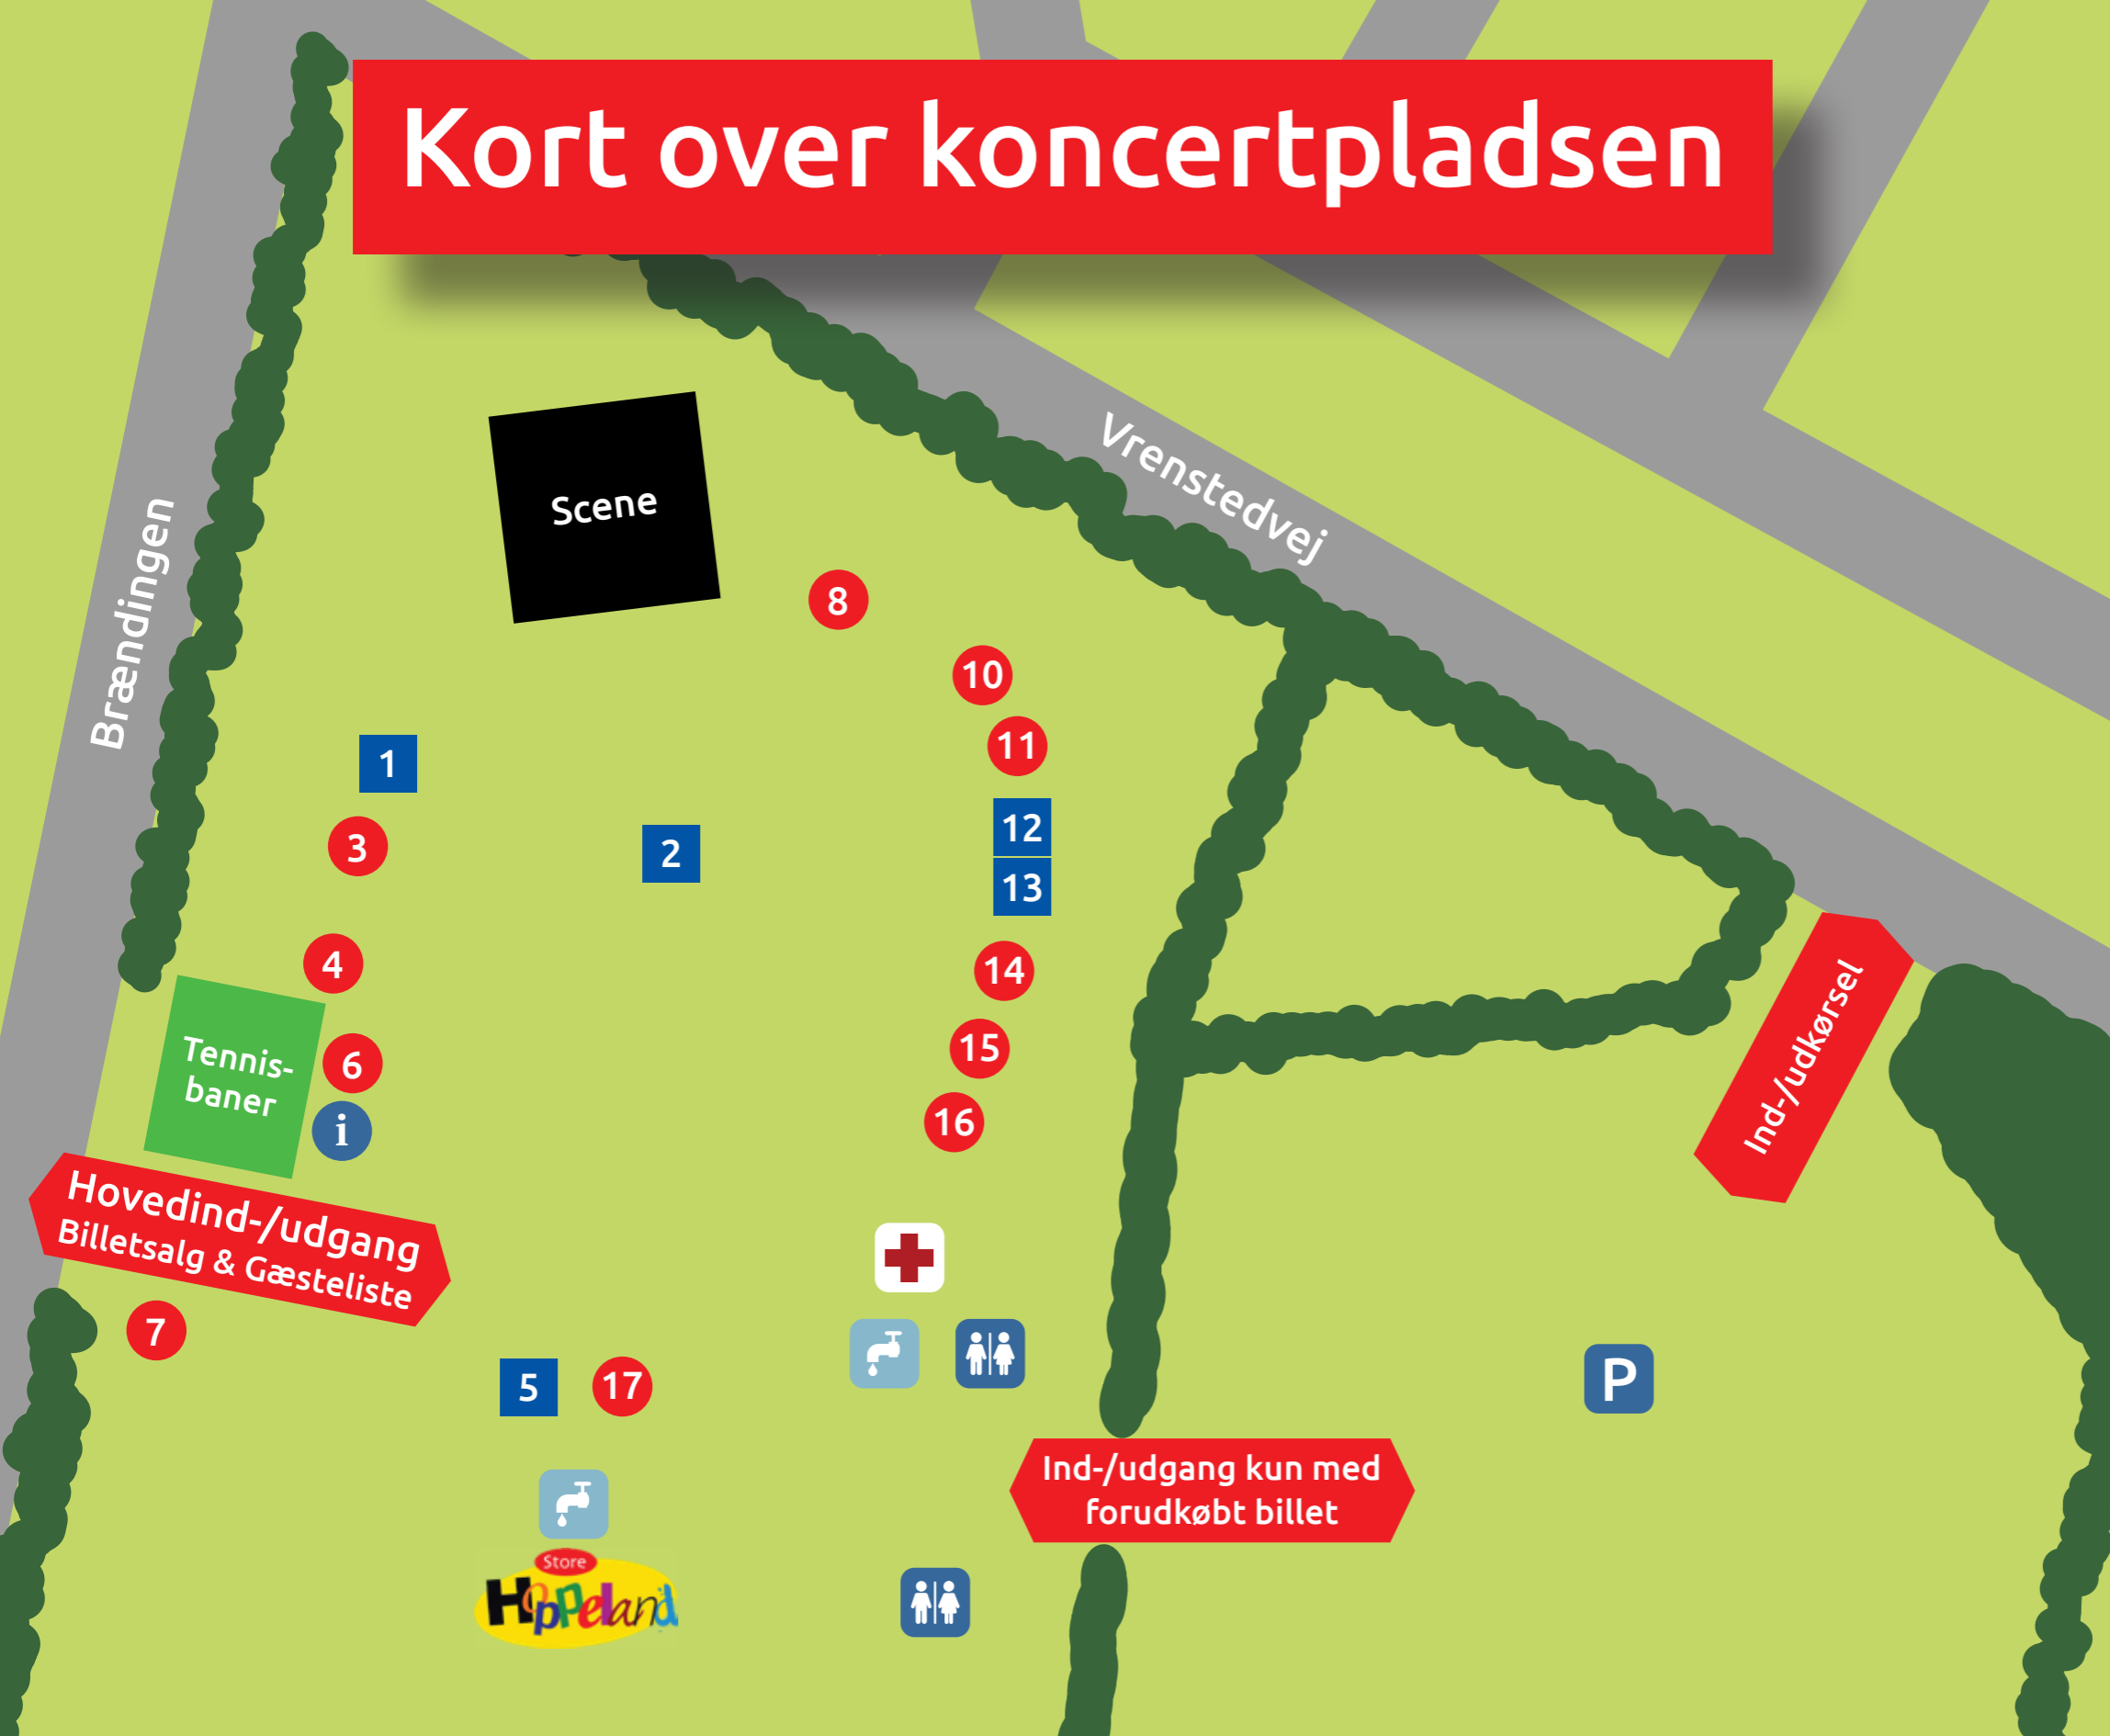 Kort over koncertpladsen
Vrenstedvej
Brændingen
Scene
8
10
11
1
12
3
2
13
4
14
Tennis-
baner
6
15
i
16
Ind-/udkørsel
Hovedind-/udgang
Billetsalg & Gæsteliste
7
5
17
P
Ind-/udgang kun med
forudkøbt billet
Store
Hoppeland